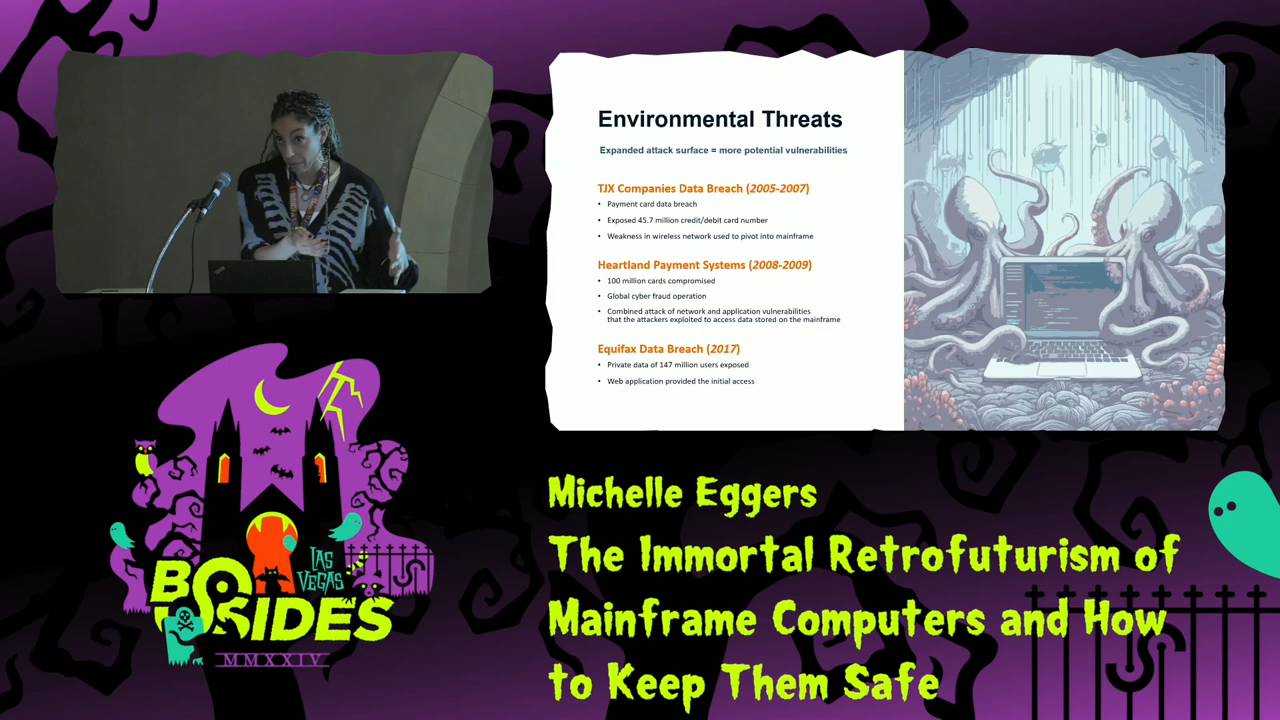 Environmental Threats
Expanded attack surface = more potential vulnerabilities
TJX Companies Data Breach (2005-2007)
• Payment card data breach
• Exposed 45.7 million credit/debit card number
• Weakness in wireless network used to pivot into mainframe
Heartland Payment Systems (2008-2009)
• 100 million cards compromised
• Global cyber fraud operation
• Combined attack of network and application vulnerabilities
that the attackers exploited to access data stored on the mainframe
Equifax Data Breach (2017)
• Private data of 147 million users exposed
• Web application provided the initial access
LAS
VEGAS
BSIDES
MMXXIV
Michelle Eggers
The Immortal Retrofuturism of
Mainframe Computers and How
to Keep Them Safe